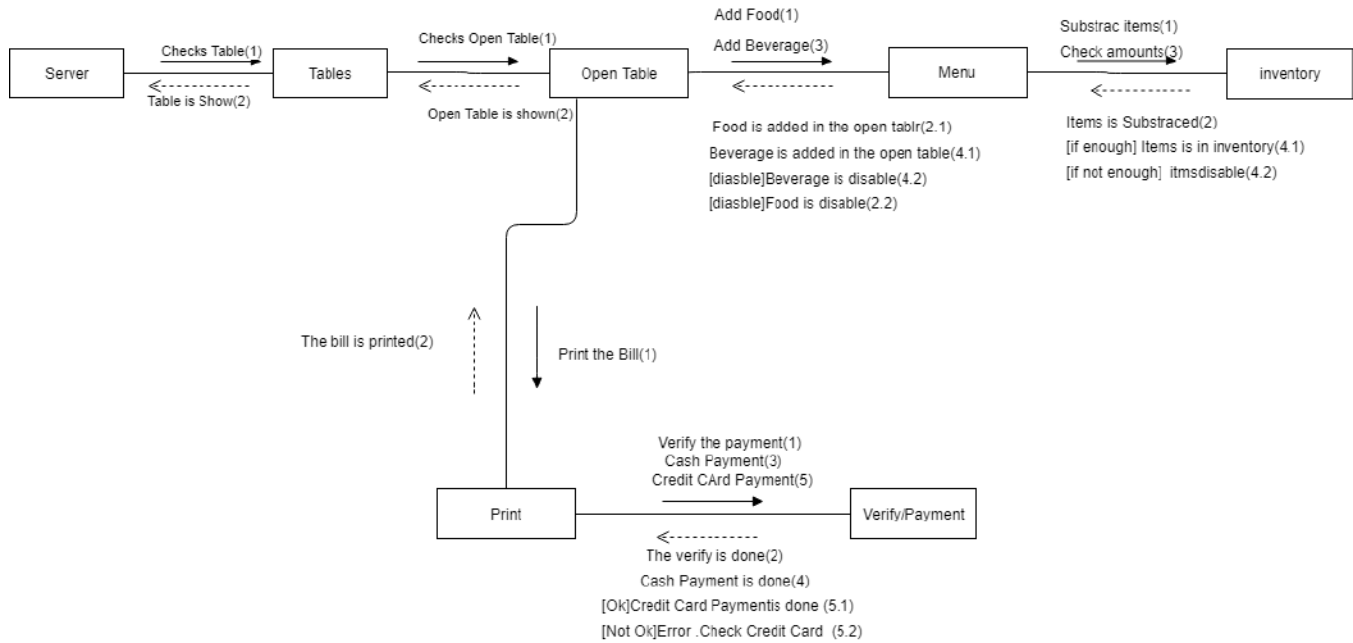 Add Food(1)
Substrac items(1)
Checks Table(1)
Checks Open Table(1)
Add Beverage(3)
Check amounts(3)
Server
Tables
Open Table
Menu
inventory
Table is Show(2)
Open Table is shown(2)
Food is added in the open tablr(2.1)
Beverage is added in the open table(4.1)
[diasble]Beverage is disable(4.2)
[diasble]Food is disable(2.2)
Items is Substraced(2)
[if enough] Items is in inventory(4.1)
[if not enough] itmsdisable(4.2)
The bill is printed(2)
Print the Bill(1)
Verify the payment(1)
Cash Payment(3)
Credit CArd Payment(5)
Print
Verify/Payment
The verify is done(2)
Cash Payment is done(4)
[Ok]Credit Card Paymentis done (5.1)
[Not Ok]Error .Check Credit Card (5.2)